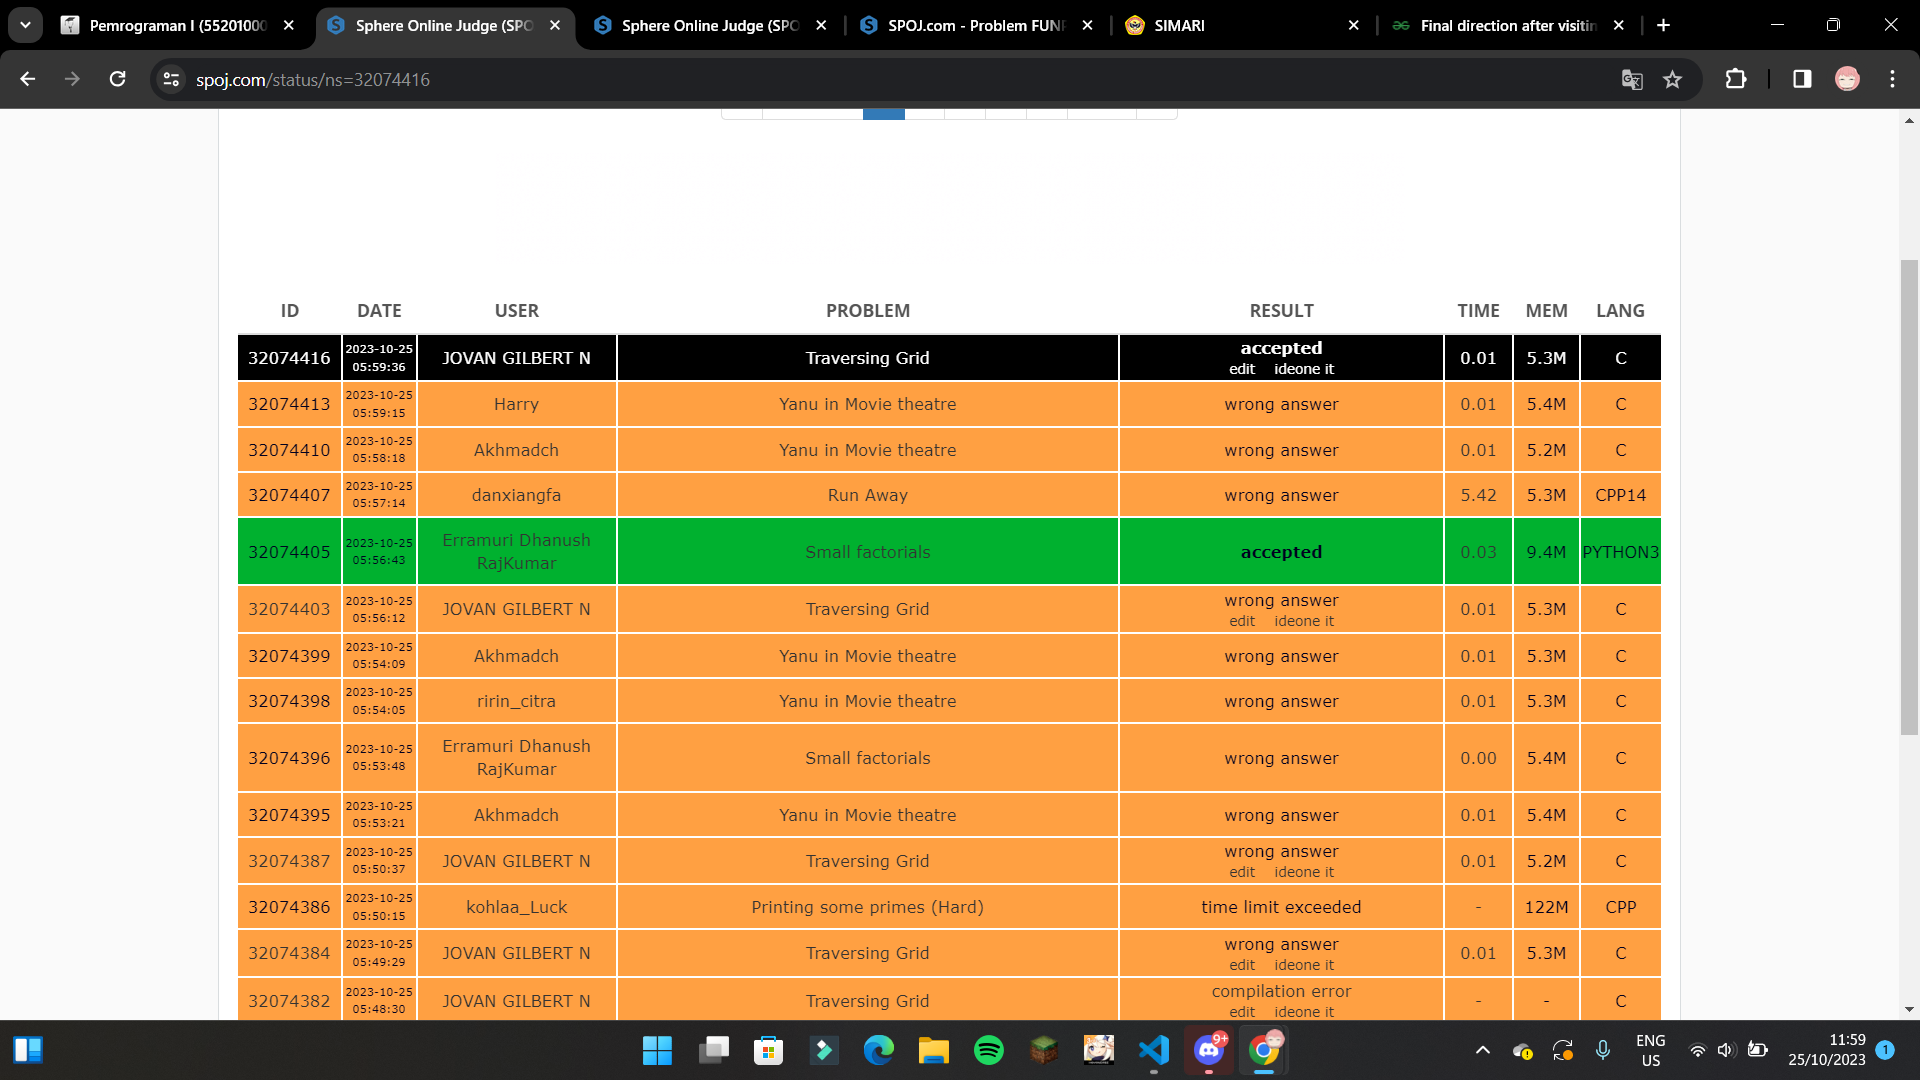 Pemrograman I (55201000
Sphere Online Judge (SPO
Sphere Online Judge (SPO
SPOJ.com - Problem FUNP
SIMARI
Final direction after visitin
spoj.com/status/ns=32074416
ID DATE USER PROBLEM RESULT TIME MEM LANG
32074416 2023-10-25 05:59:36 JOVAN GILBERT N Traversing Grid accepted edit ideone it 0.01 5.3M C
32074413 2023-10-25 05:59:15 Harry Yanu in Movie theatre wrong answer 0.01 5.4M C
32074410 2023-10-25 05:58:18 Akhmadch Yanu in Movie theatre wrong answer 0.01 5.2M C
32074407 2023-10-25 05:57:14 danxiangfa Run Away wrong answer 5.42 5.3M CPP14
32074405 2023-10-25 05:56:43 Erramuri Dhanush RajKumar Small factorials accepted 0.03 9.4M PYTHON3
32074403 2023-10-25 05:56:12 JOVAN GILBERT N Traversing Grid wrong answer edit ideone it 0.01 5.3M C
32074399 2023-10-25 05:54:09 Akhmadch Yanu in Movie theatre wrong answer 0.01 5.3M C
32074398 2023-10-25 05:54:05 ririn_citra Yanu in Movie theatre wrong answer 0.01 5.3M C
32074396 2023-10-25 05:53:48 Erramuri Dhanush RajKumar Small factorials wrong answer 0.00 5.4M C
32074395 2023-10-25 05:53:21 Akhmadch Yanu in Movie theatre wrong answer 0.01 5.4M C
32074387 2023-10-25 05:50:37 JOVAN GILBERT N Traversing Grid wrong answer edit ideone it 0.01 5.2M C
32074386 2023-10-25 05:50:15 kohlaa_Luck Printing some primes (Hard) time limit exceeded - 122M CPP
32074384 2023-10-25 05:49:29 JOVAN GILBERT N Traversing Grid wrong answer edit ideone it 0.01 5.3M C
32074382 2023-10-25 05:48:30 JOVAN GILBERT N Traversing Grid compilation error edit ideone it - - C
9+
ENG
US
11:59
25/10/2023
1